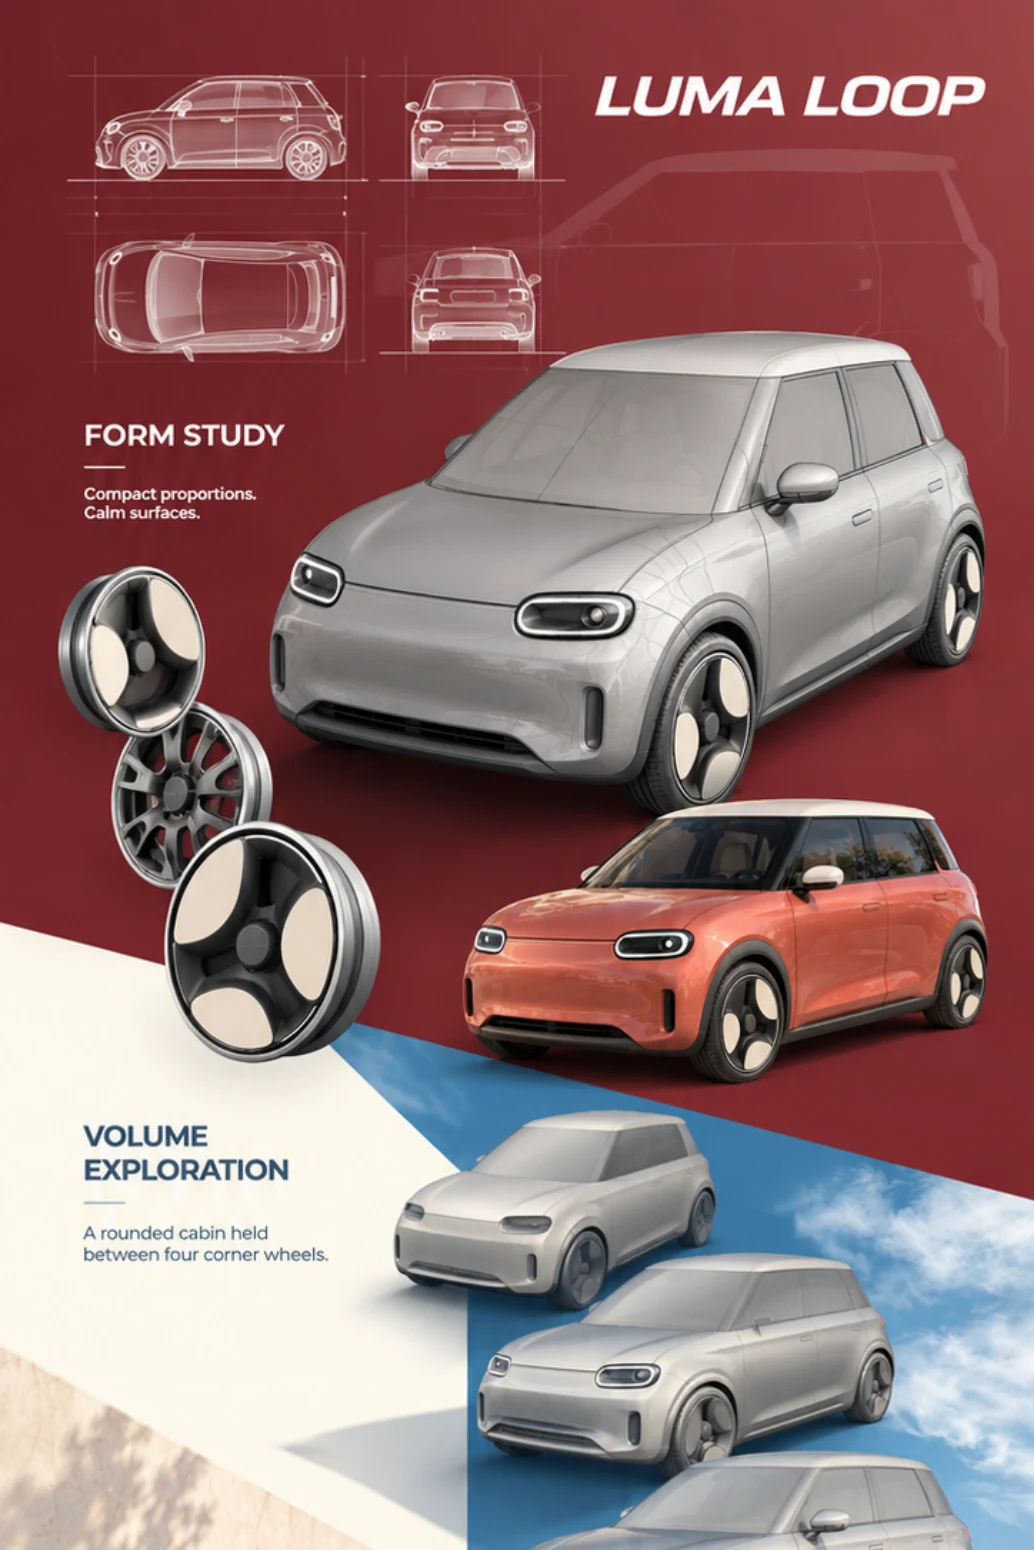 LUMA LOOP
FORM STUDY
Compact proportions.
Calm surfaces.
VOLUME
EXPLORATION
A rounded cabin held
between four corner wheels.